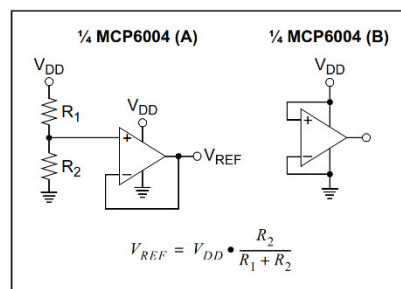 ¼ MCP6004 (A)
¼ MCP6004 (B)
VDD
R1
R2
VDD
+
–
VREF
VDD
+
–
VREF = VDD • R2 / R1 + R2